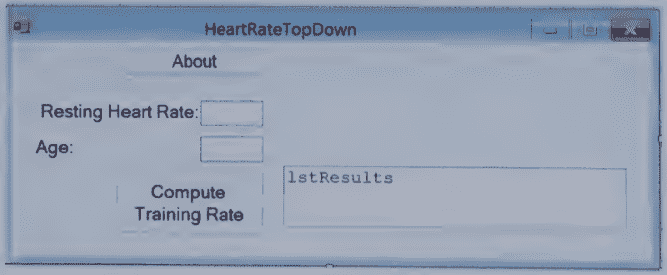 HeartRateTopDown
About
Resting Heart Rate:
Age:
lstResults
Compute
Training Rate